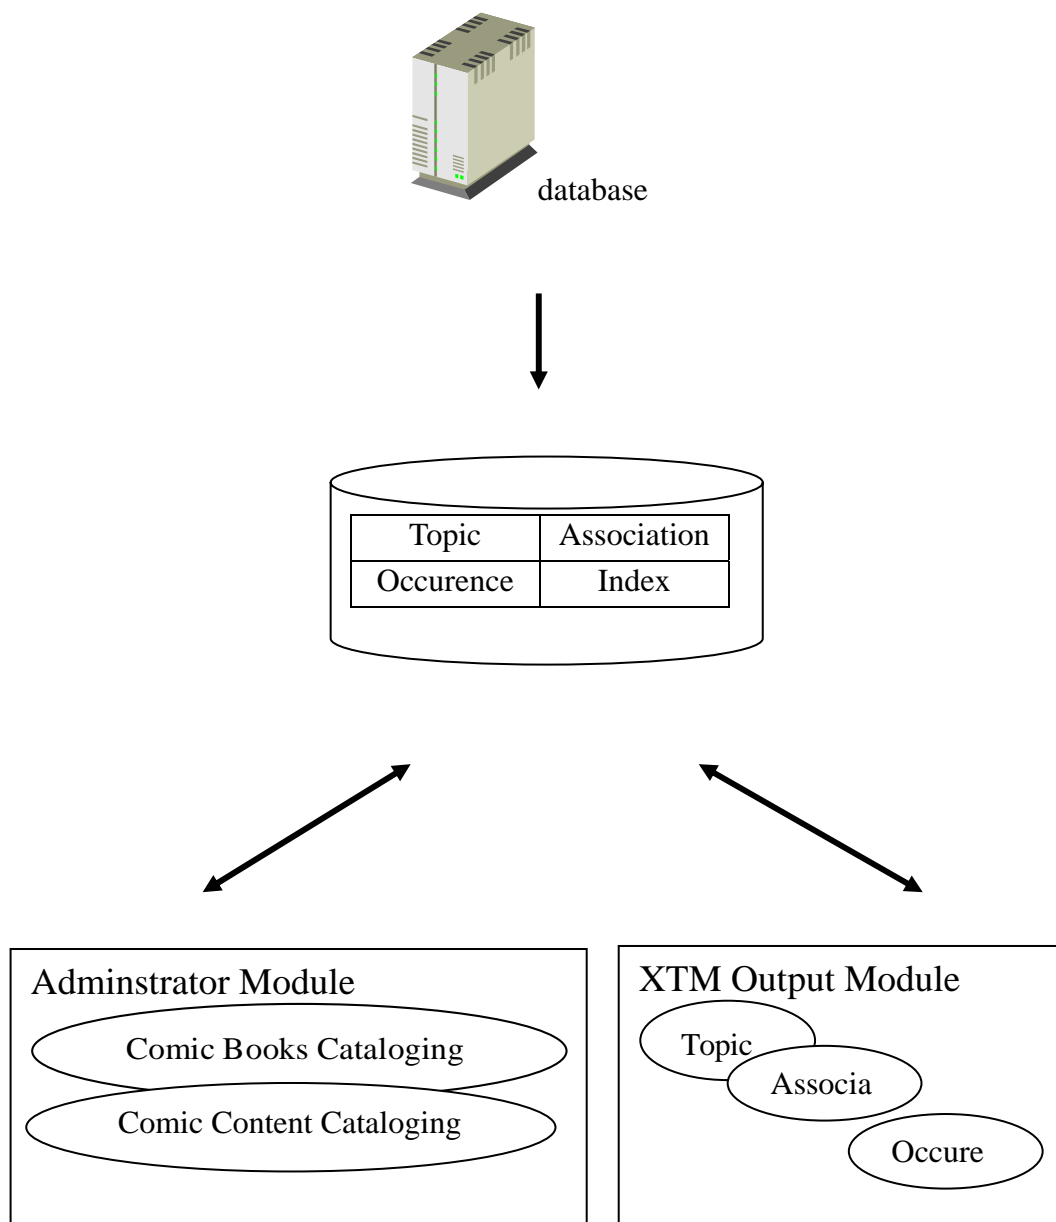 database
Topic Association
Occurence Index
Adminstrator Module
Comic Books Cataloging
Comic Content Cataloging
XTM Output Module
Topic
Associa
Occure